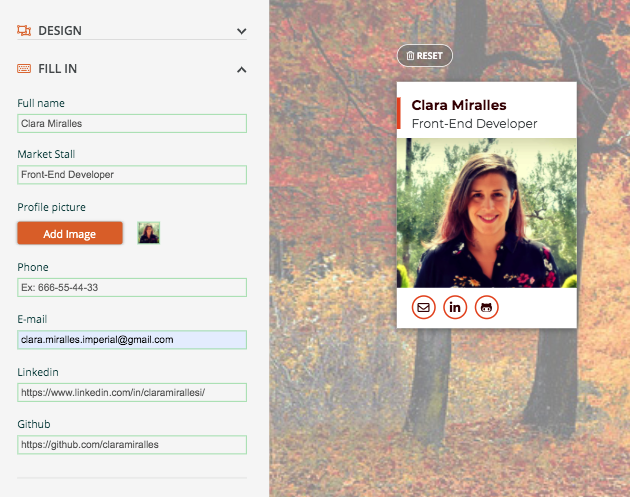 DESIGN
FILL IN
Full name
Clara Miralles
Market Stall
Front-End Developer
Profile picture
Add Image
Phone
Ex: 666-55-44-33
E-mail
clara.miralles.imperial@gmail.com
Linkedin
https://www.linkedin.com/in/claramirallesi/
Github
https://github.com/claramiralles
RESET
Clara Miralles
Front-End Developer
in